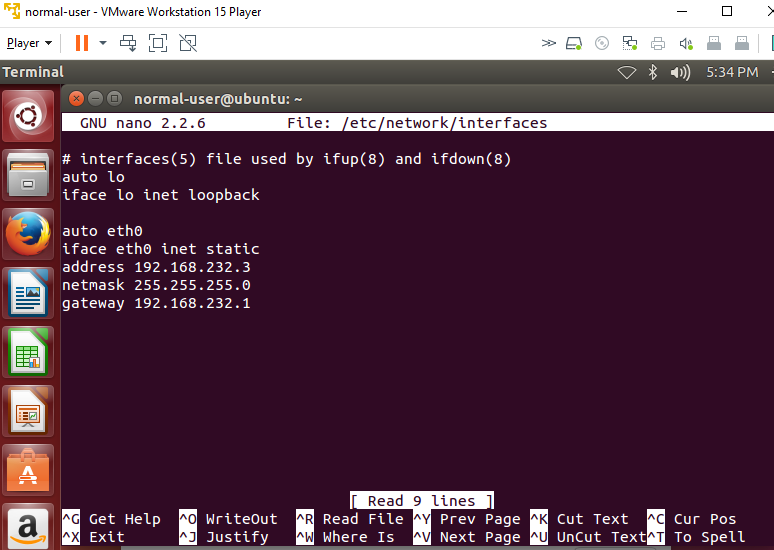 normal-user - VMware Workstation 15 Player
Player
Terminal
5:34 PM
normal-user@ubuntu: ~
GNU nano 2.2.6 File: /etc/network/interfaces
# interfaces(5) file used by ifup(8) and ifdown(8)
auto lo
iface lo inet loopback
auto eth0
iface eth0 inet static
address 192.168.232.3
netmask 255.255.255.0
gateway 192.168.232.1
[ Read 9 lines ]
^G Get Help ^O WriteOut ^R Read File ^Y Prev Page ^K Cut Text ^C Cur Pos
^X Exit ^J Justify ^W Where Is ^V Next Page ^U UnCut Text ^T To Spell